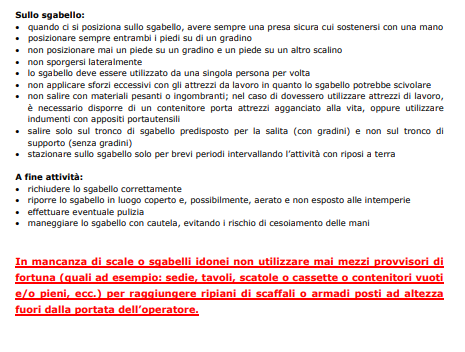 Sullo sgabello:
• quando ci si posiziona sullo sgabello, avere sempre una presa sicura cui sostenersi con una mano
• posizionare sempre entrambi i piedi su di un gradino
• non posizionare mai un piede su un gradino e un piede su un altro scalino
• non sporgersi lateralmente
• lo sgabello deve essere utilizzato da una singola persona per volta
• non applicare sforzi eccessivi con gli attrezzi da lavoro in quanto lo sgabello potrebbe scivolare
• non salire con materiali pesanti o ingombranti; nel caso di dovessero utilizzare attrezzi di lavoro,
è necessario disporre di un contenitore porta attrezzi agganciato alla vita, oppure utilizzare
indumenti con appositi portautensili
• salire solo sul tronco di sgabello predisposto per la salita (con gradini) e non sul tronco di
supporto (senza gradini)
• stazionare sullo sgabello solo per brevi periodi intervallando l'attività con riposi a terra
A fine attività:
• richiudere lo sgabello correttamente
• riporre lo sgabello in luogo coperto e, possibilmente, aerato e non esposto alle intemperie
• effettuare eventuale pulizia
• maneggiare lo sgabello con cautela, evitando i rischio di cesoiamento delle mani
In mancanza di scale o sgabelli idonei non utilizzare mai mezzi provvisori di
fortuna (quali ad esempio: sedie, tavoli, scatole o cassette o contenitori vuoti
e/o pieni, ecc.) per raggiungere ripiani di scaffali o armadi posti ad altezza
fuori dalla portata dell'operatore.